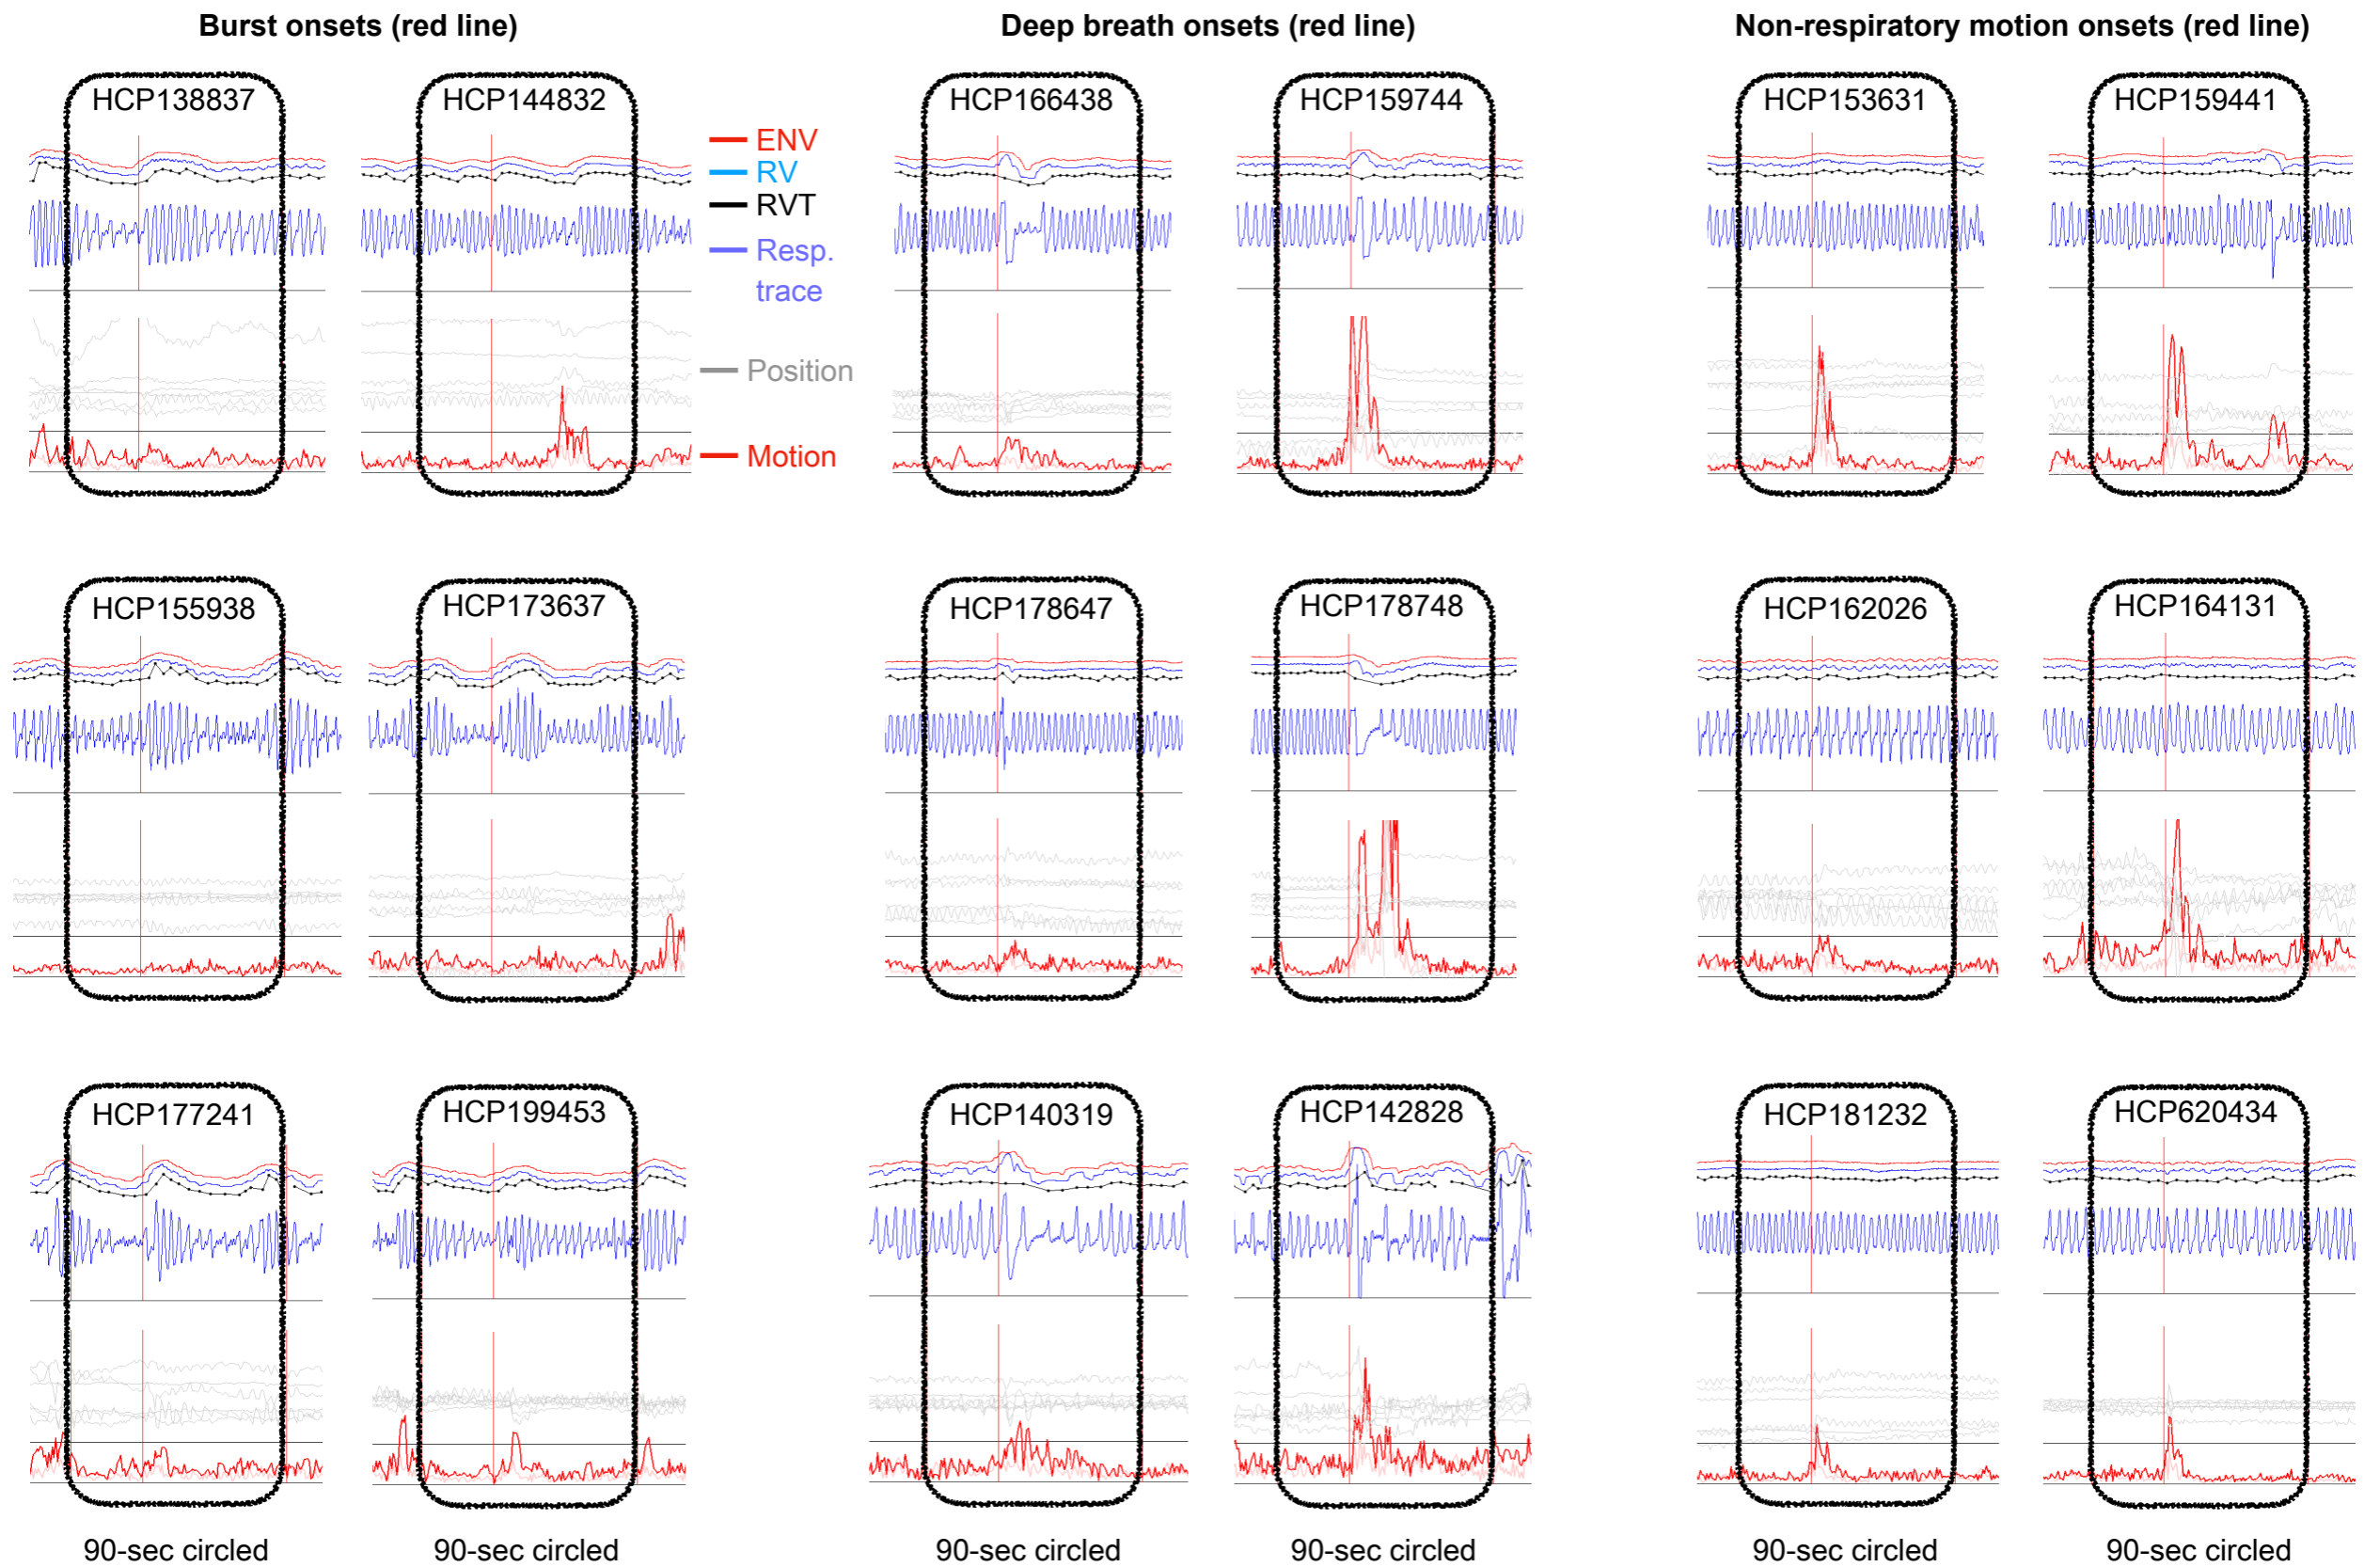 Burst onsets (red line)
Deep breath onsets (red line)
Non-respiratory motion onsets (red line)
HCP138837
HCP144832
ENV
RV
RVT
Resp.
trace
Position
Motion
HCP166438
HCP159744
HCP153631
HCP159441
HCP155938
HCP173637
HCP178647
HCP178748
HCP162026
HCP164131
HCP177241
HCP199453
HCP140319
HCP142828
HCP181232
HCP620434
90-sec circled
90-sec circled
90-sec circled
90-sec circled
90-sec circled
90-sec circled